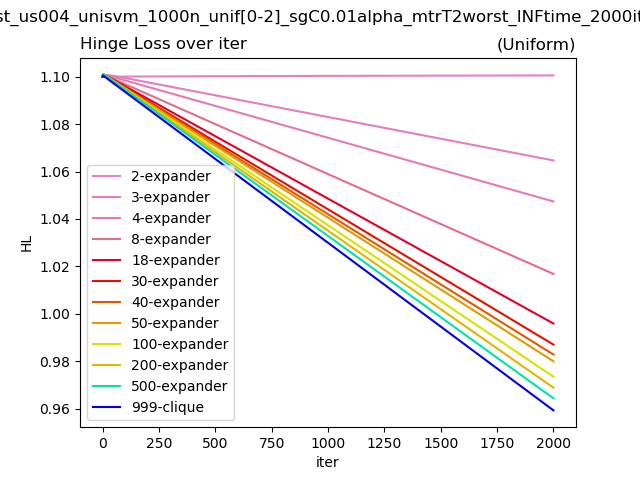 st_us004_unisvm_1000n_unif[0-2]_sgC0.01alpha_mtrT2worst_INFtime_2000it
Hinge Loss over iter
(Uniform)
1.10
1.08
1.06
1.04
1.02
1.00
0.98
0.96
HL
2-expander
3-expander
4-expander
8-expander
18-expander
30-expander
40-expander
50-expander
100-expander
200-expander
500-expander
999-clique
0 250 500 750 1000 1250 1500 1750 2000
iter